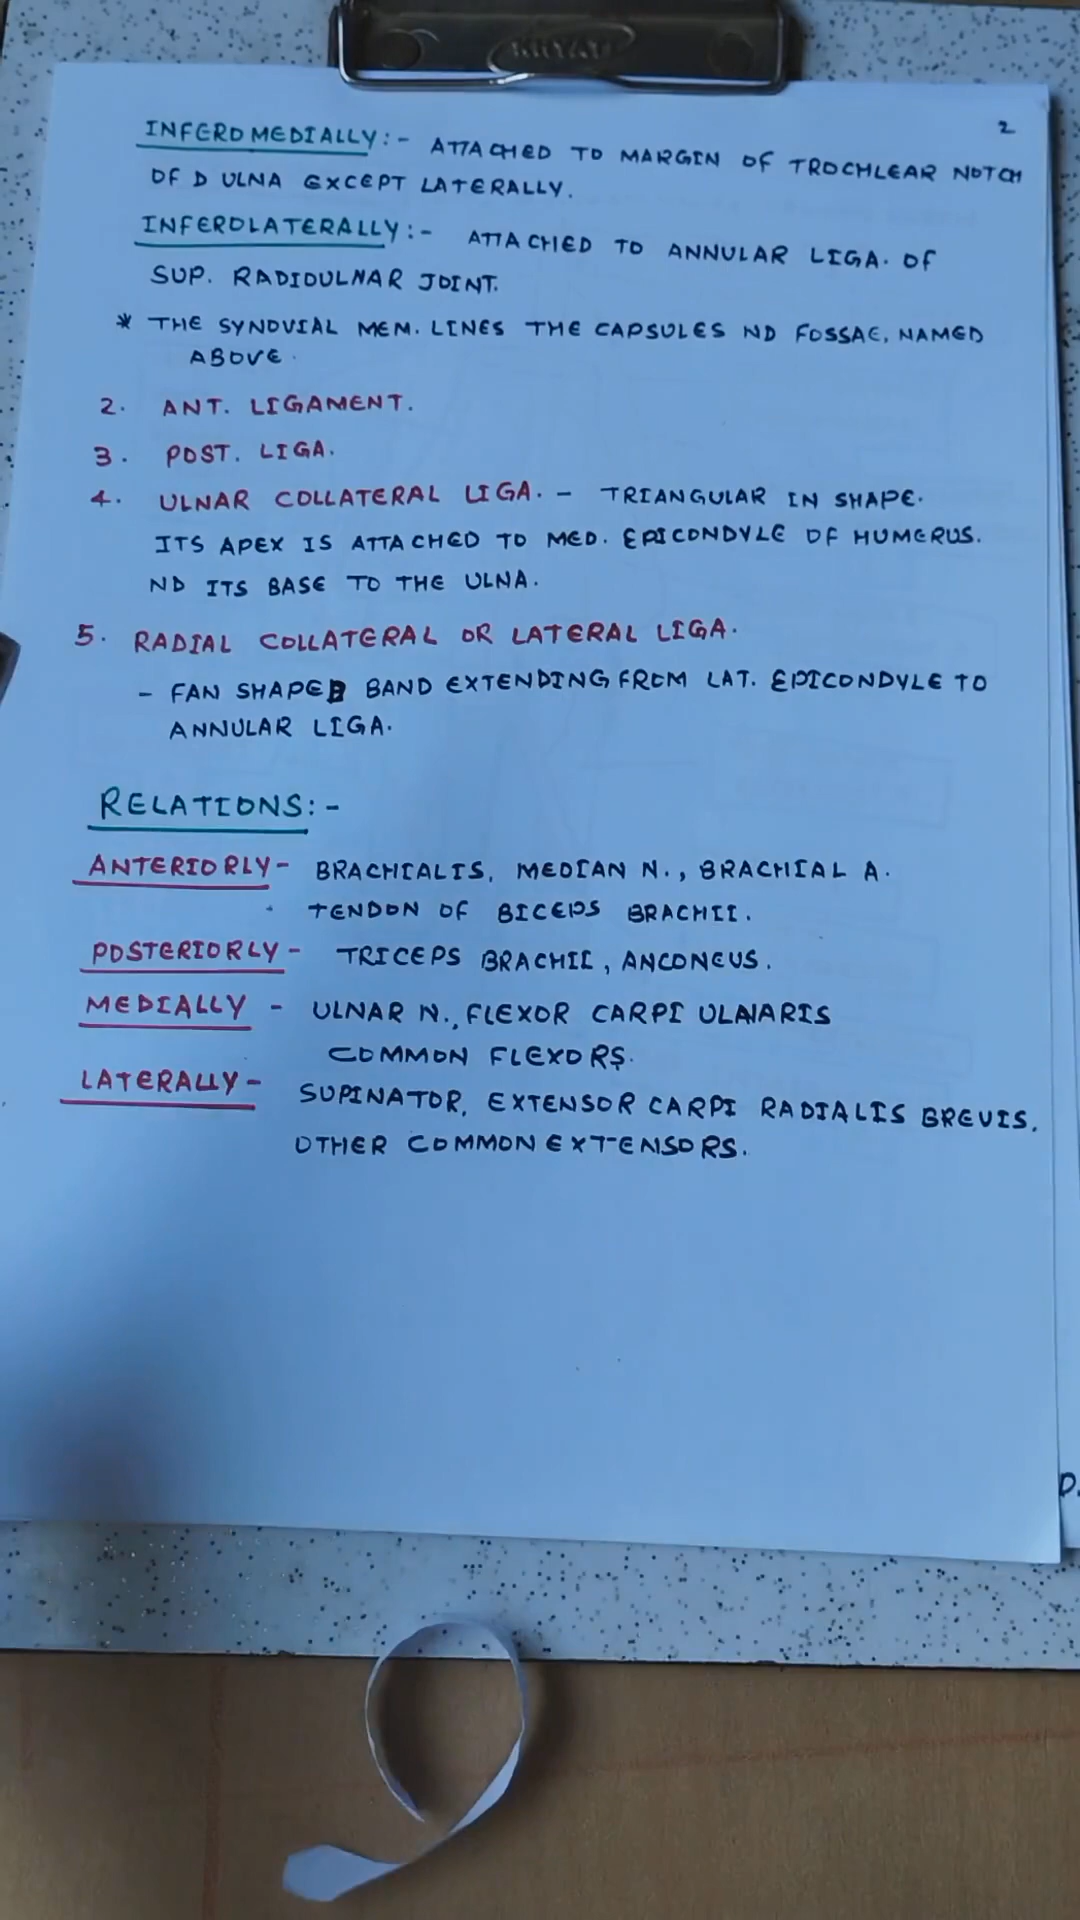 KHYATI
2
INFEROMEDIALLY:- ATTACHED TO MARGIN OF TROCHLEAR NOTCH
OF D ULNA EXCEPT LATERALLY.
INFEROLATERALLY:- ATTACHED TO ANNULAR LIGA. OF
SUP. RADIOULNAR JOINT.
* THE SYNOVIAL MEM. LINES THE CAPSULES ND FOSSAE, NAMED
ABOVE.
2. ANT. LIGAMENT.
3. POST. LIGA.
4. ULNAR COLLATERAL LIGA. - TRIANGULAR IN SHAPE.
ITS APEX IS ATTACHED TO MED. EPICONDYLE OF HUMERUS.
ND ITS BASE TO THE ULNA.
5. RADIAL COLLATERAL OR LATERAL LIGA.
- FAN SHAPED BAND EXTENDING FROM LAT. EPICONDYLE TO
ANNULAR LIGA.
RELATIONS:-
ANTERIORLY- BRACHIALIS, MEDIAN N., BRACHIAL A.
TENDON OF BICEPS BRACHII.
POSTERIORLY- TRICEPS BRACHII, ANCONEUS.
MEDIALLY - ULNAR N., FLEXOR CARPI ULNARIS
COMMON FLEXORS.
LATERALLY- SUPINATOR, EXTENSOR CARPI RADIALIS BREVIS.
OTHER COMMON EXTENSORS.